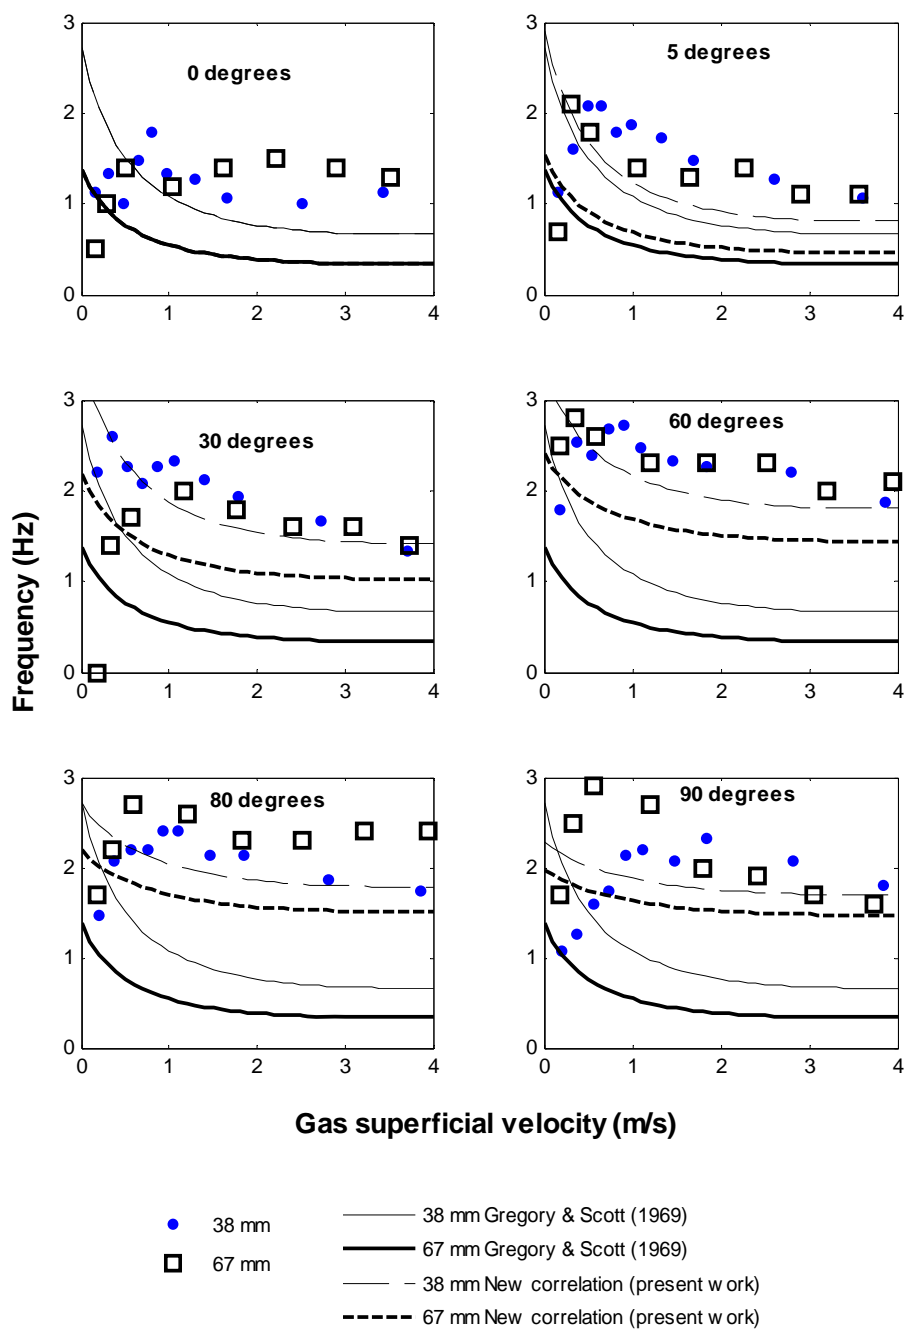 3
2
1
0
0 degrees
0 1 2 3 4
3
2
1
0
5 degrees
0 1 2 3 4
3
2
1
0
30 degrees
0 1 2 3 4
3
2
1
0
60 degrees
0 1 2 3 4
3
2
1
0
80 degrees
0 1 2 3 4
3
2
1
0
90 degrees
0 1 2 3 4
Frequency (Hz)
Gas superficial velocity (m/s)
38 mm
67 mm
38 mm Gregory & Scott (1969)
67 mm Gregory & Scott (1969)
38 mm New correlation (present work)
67 mm New correlation (present work)